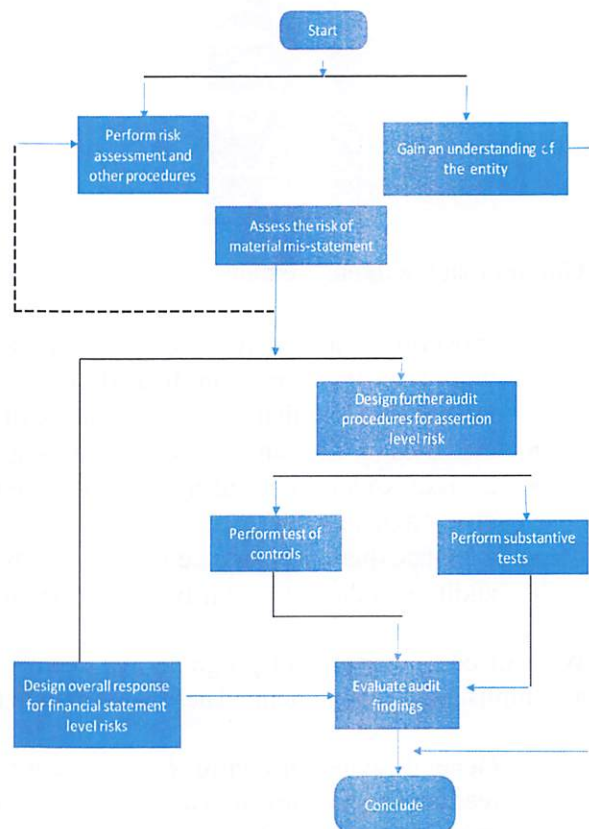 Start
Perform risk
assessment and
other procedures
Gain an understanding of
the entity
Assess the risk of
material mis-statement
Design further audit
procedures for assertion
level risk
Perform test of
controls
Perform substantive
tests
Design overall response
for financial statement
level risks
Evaluate audit
findings
Conclude